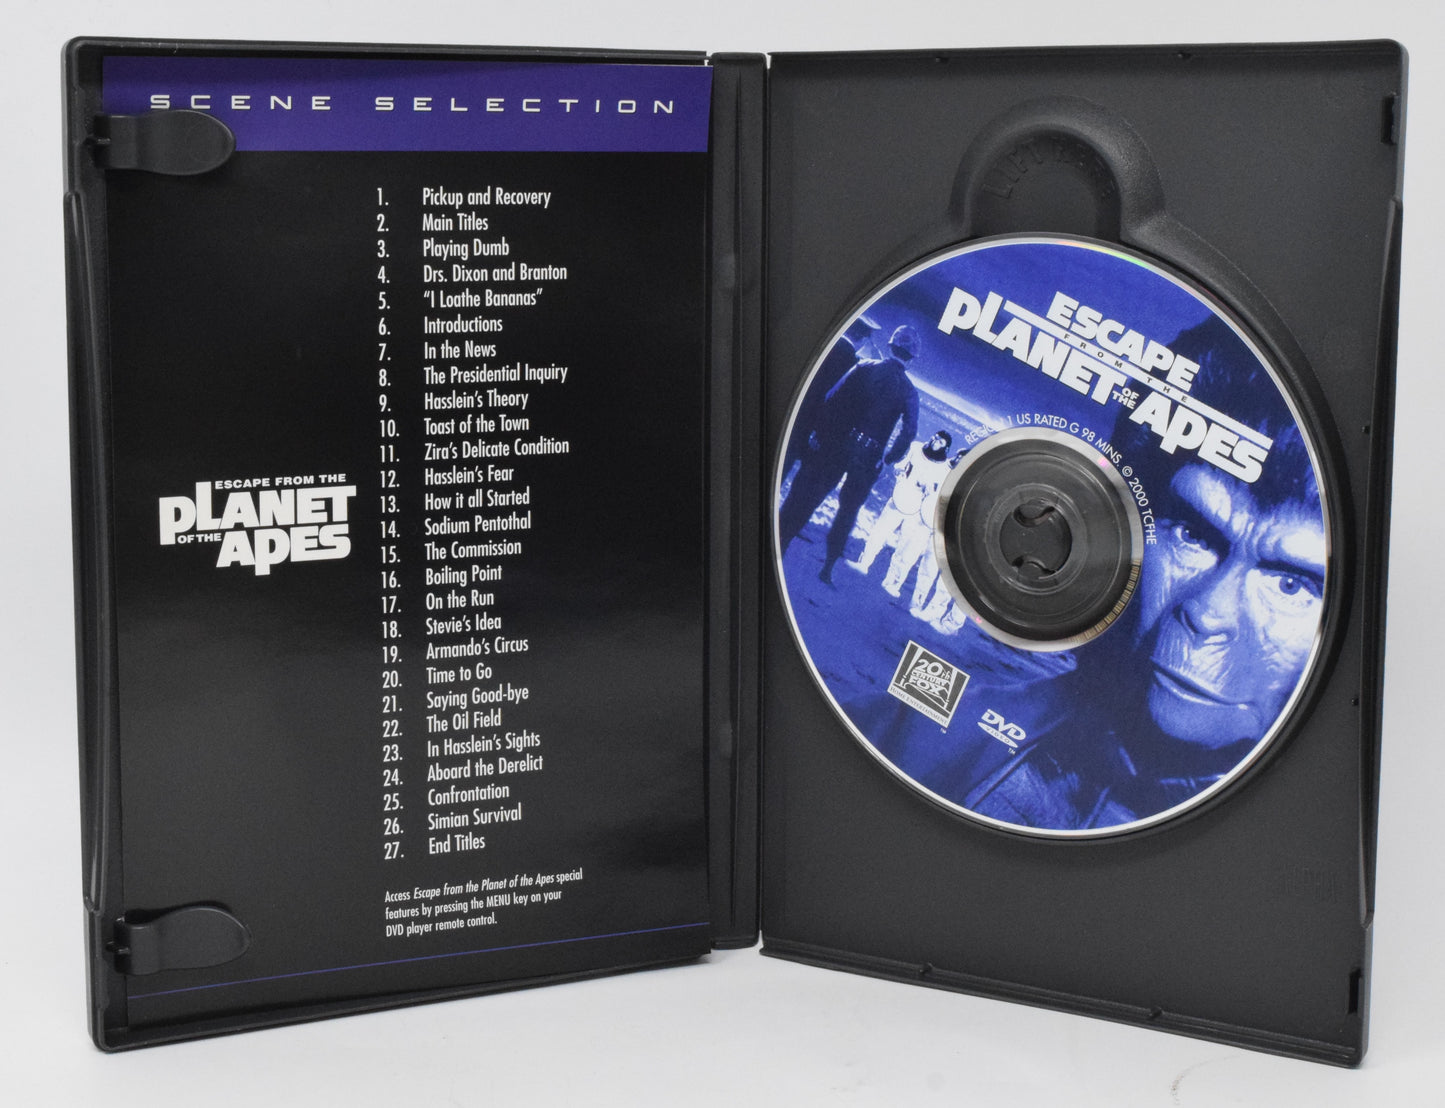 SCENE SELECTION
1. Pickup and Recovery
2. Main Titles
3. Playing Dumb
4. Drs. Dixon and Branton
5. “I Loathe Bananas”
6. Introductions
7. In the News
8. The Presidential Inquiry
9. Hasslein’s Theory
10. Toast of the Town
11. Zira’s Delicate Condition
12. Hasslein’s Fear
13. How it all Started
14. Sodium Pentothal
15. The Commission
16. Boiling Point
17. On the Run
18. Stevie’s Idea
19. Armando’s Circus
20. Time to Go
21. Saying Good-bye
22. The Oil Field
23. In Hasslein’s Sights
24. Aboard the Derelict
25. Confrontation
26. Simian Survival
27. End Titles
ESCAPE FROM THE
PLANET
OF THE APES
Access Escape from the Planet of the Apes special
features by pressing the MENU key on your
DVD player remote control.
ESCAPE
FROM THE
PLANET
OF THE APES
REGION 1 US RATED G 98 MINS. © 2000 TCFHE
20th
CENTURY
FOX
HOME ENTERTAINMENT
TM
DVD
VIDEO
TM